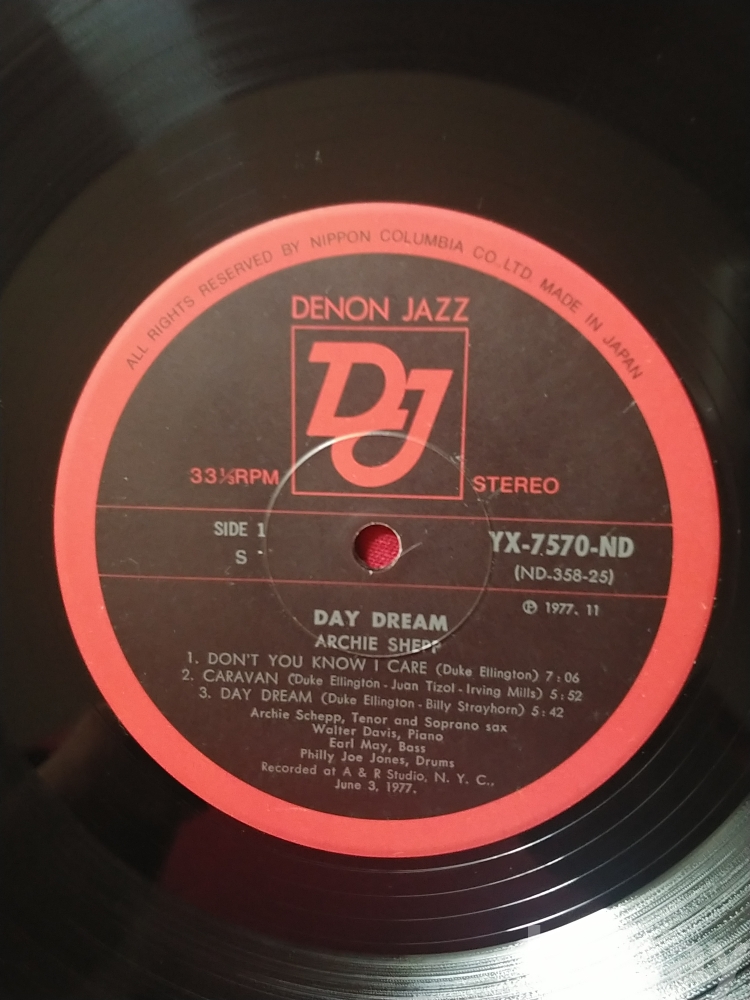 ALL RIGHTS RESERVED BY NIPPON COLUMBIA CO.,LTD. MADE IN JAPAN
DENON JAZZ
DJ
33⅓RPM
STEREO
SIDE 1
S
YX-7570-ND
(ND-358-25)
Ⓟ 1977. 11
DAY DREAM
ARCHIE SHEPP
1. DON'T YOU KNOW I CARE (Duke Ellington) 7:06
2. CARAVAN (Duke Ellington - Juan Tizol - Irving Mills) 5:52
3. DAY DREAM (Duke Ellington - Billy Strayhorn) 5:42
Archie Schepp, Tenor and Soprano sax
Walter Davis, Piano
Earl May, Bass
Philly Joe Jones, Drums
Recorded at A & R Studio, N. Y. C.,
June 3, 1977.